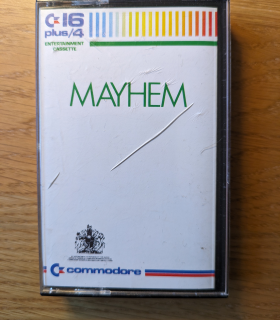 C16
plus/4
ENTERTAINMENT
CASSETTE
MAYHEM
commodore